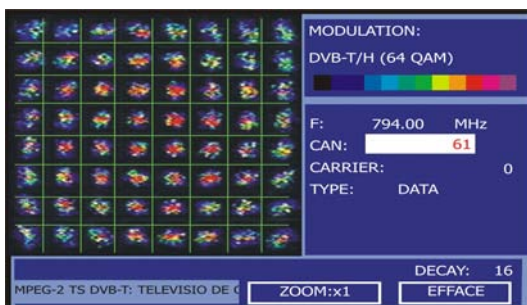 MODULATION:
DVB-T/H (64 QAM)
F: 794.00 MHz
CAN: 61
CARRIER: 0
TYPE: DATA
DECAY: 16
MPEG-2 TS DVB-T: TELEVISIO DE C
ZOOM:x1
EFFACE